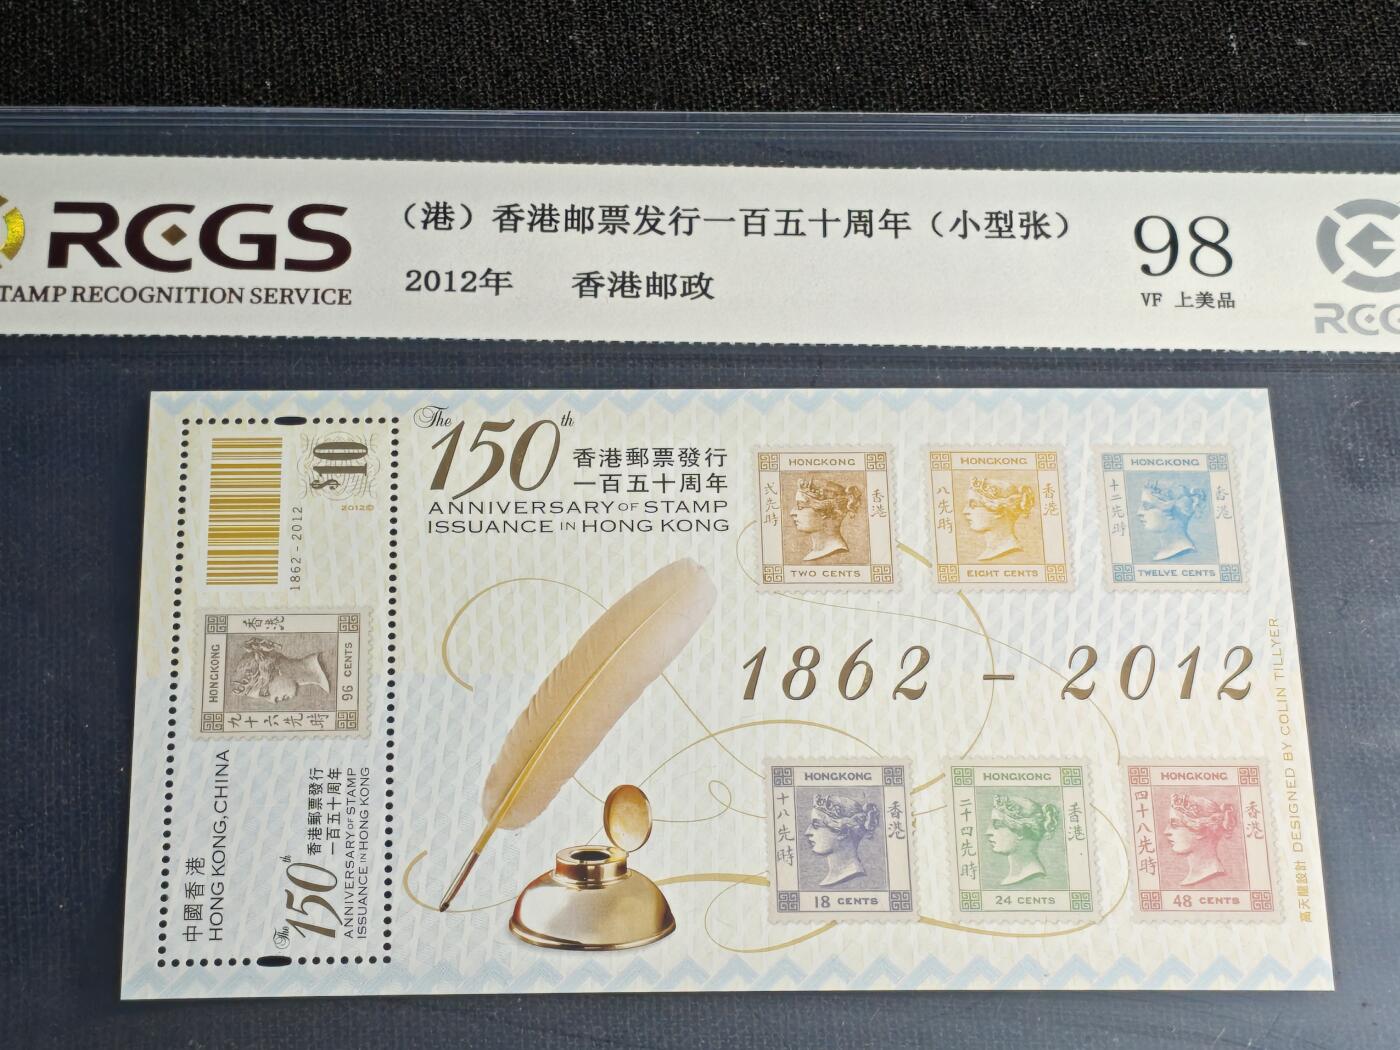 RCGS
TAMP RECOGNITION SERVICE
（港）香港邮票发行一百五十周年（小型张）
2012年 香港邮政
98
VF 上美品
RCG
The 150th
香港郵票發行
一百五十周年
ANNIVERSARY OF STAMP
ISSUANCE IN HONG KONG
$10
2012©
1862 - 2012
香港
HONGKONG
96 CENTS
九十六先時
中國香港
HONG KONG, CHINA
The 150th
香港郵票發行
一百五十周年
ANNIVERSARY OF STAMP
ISSUANCE IN HONG KONG
HONGKONG
弍先時
香港
TWO CENTS
HONGKONG
八先時
香港
EIGHT CENTS
HONGKONG
十二先時
香港
TWELVE CENTS
1862 - 2012
HONGKONG
十八先時
香港
18 CENTS
HONGKONG
二十四先時
香港
24 CENTS
HONGKONG
四十八先時
香港
48 CENTS
高天龍設計 DESIGNED BY COLIN TILLYER